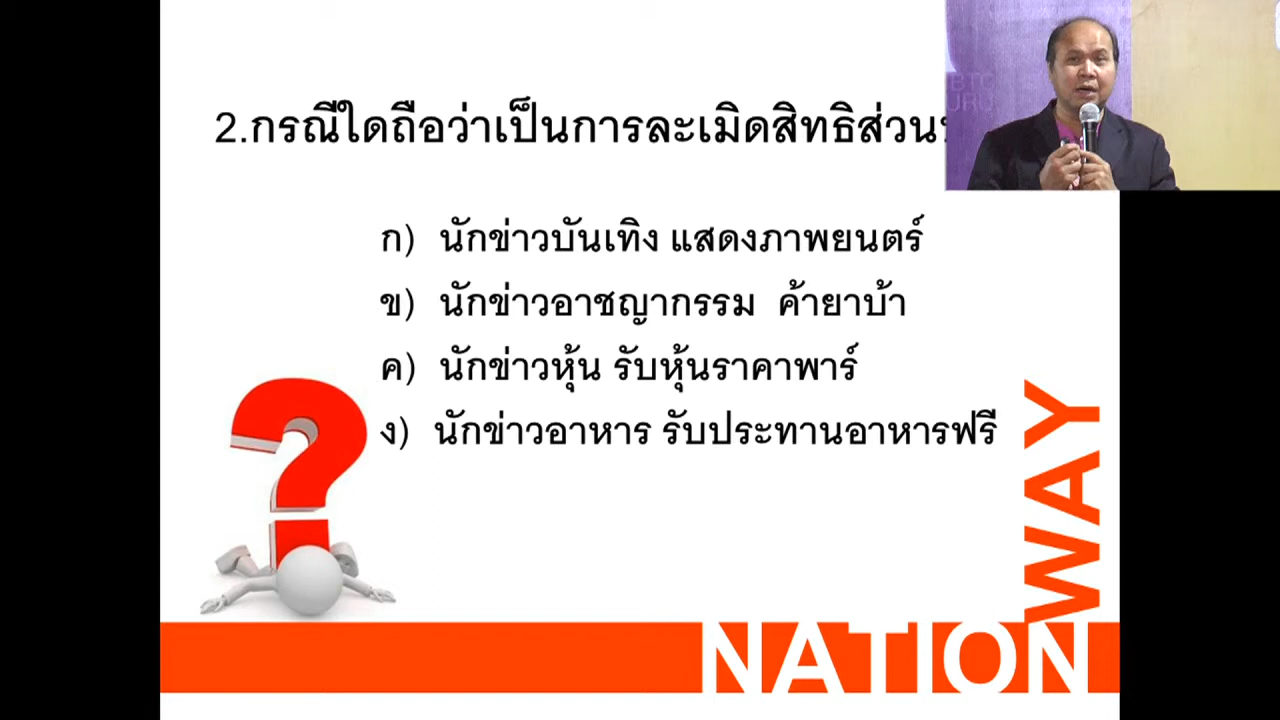 2.กรณีใดถือว่าเป็นการละเมิดสิทธิส่วน
ก) นักข่าวบันเทิง แสดงภาพยนตร์
ข) นักข่าวอาชญากรรม ค้ายาบ้า
ค) นักข่าวหุ้น รับหุ้นราคาพาร์
ง) นักข่าวอาหาร รับประทานอาหารฟรี
WAY
NATION